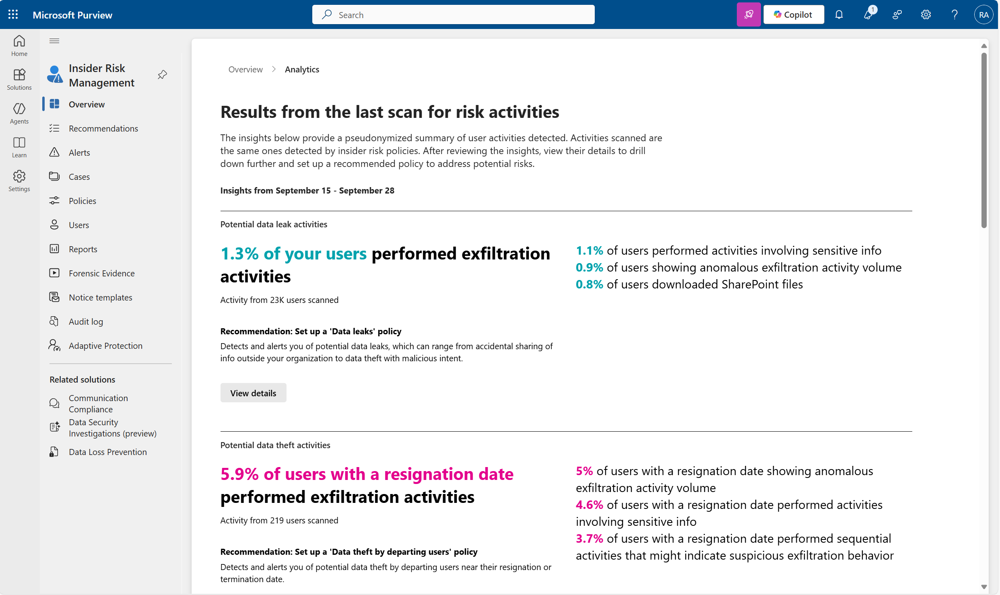 Microsoft Purview
Search
Copilot
1
RA
Home
Solutions
Agents
Learn
Settings
Insider Risk
Management
Overview
Recommendations
Alerts
Cases
Policies
Users
Reports
Forensic Evidence
Notice templates
Audit log
Adaptive Protection
Related solutions
Communication
Compliance
Data Security
Investigations (preview)
Data Loss Prevention
Overview > Analytics
Results from the last scan for risk activities
The insights below provide a pseudonymized summary of user activities detected. Activities scanned are
the same ones detected by insider risk policies. After reviewing the insights, view their details to drill
down further and set up a recommended policy to address potential risks.
Insights from September 15 - September 28
Potential data leak activities
1.3% of your users performed exfiltration
activities
Activity from 23K users scanned
Recommendation: Set up a 'Data leaks' policy
Detects and alerts you of potential data leaks, which can range from accidental sharing of
info outside your organization to data theft with malicious intent.
View details
1.1% of users performed activities involving sensitive info
0.9% of users showing anomalous exfiltration activity volume
0.8% of users downloaded SharePoint files
Potential data theft activities
5.9% of users with a resignation date
performed exfiltration activities
Activity from 219 users scanned
Recommendation: Set up a 'Data theft by departing users' policy
Detects and alerts you of potential data theft by departing users near their resignation or
termination date.
5% of users with a resignation date showing anomalous
exfiltration activity volume
4.6% of users with a resignation date performed activities
involving sensitive info
3.7% of users with a resignation date performed sequential
activities that might indicate suspicious exfiltration behavior